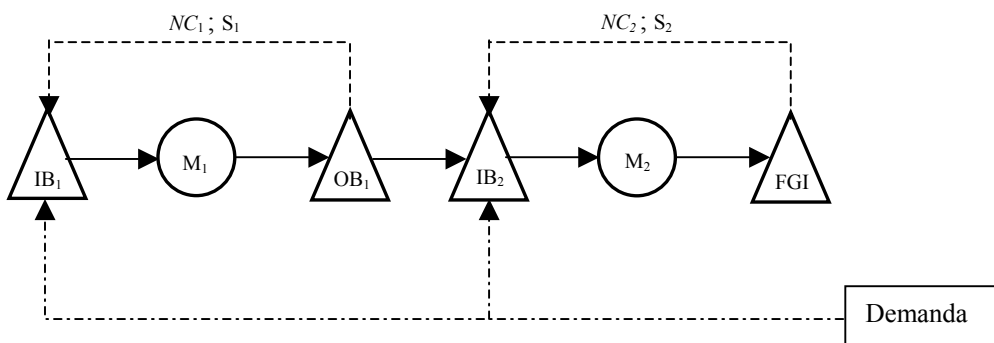 NC₁ ; S₁
NC₂ ; S₂
IB₁
M₁
OB₁
IB₂
M₂
FGI
Demanda